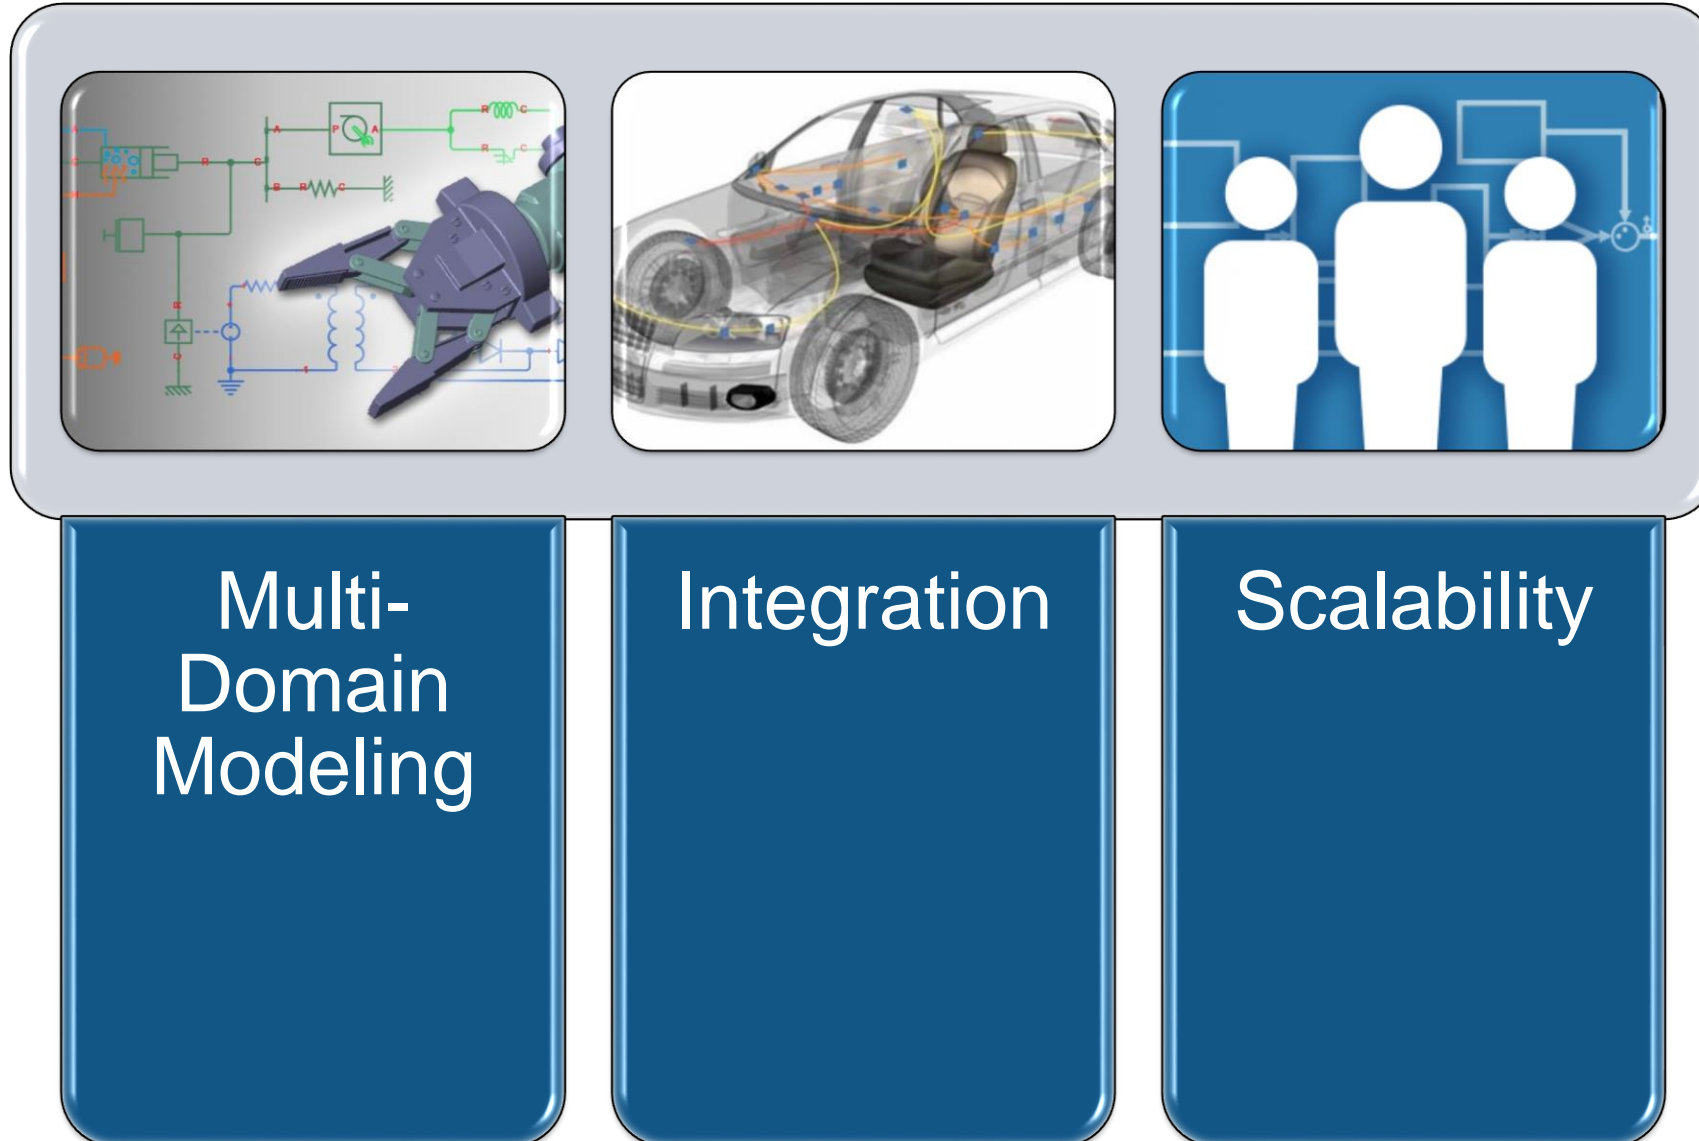 A
G
H
R
C
A
B
R
C
P
A
R
C
R
C
Multi-
Domain
Modeling
Integration
Scalability